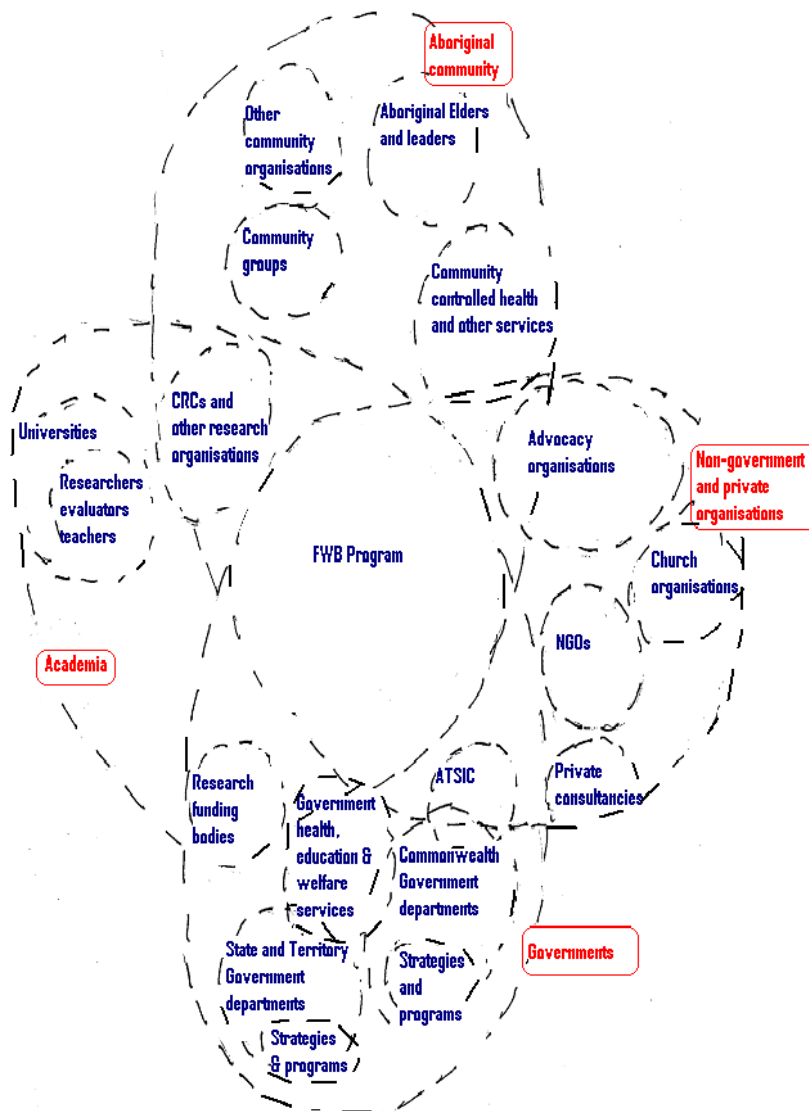 Aboriginal
community
Other
community
organisations
Aboriginal Elders
and leaders
Community
groups
Community
controlled health
and other services
CRCs and
other research
organisations
Universities
Researchers
evaluators
teachers
Advocacy
organisations
Non-government
and private
organisations
FWB Program
Church
organisations
NGOs
Academia
Research
funding
bodies
Government
health,
education &
welfare
services
ATSIC
Private
consultancies
Commonwealth
Government
departments
State and Territory
Government
departments
Strategies
and
programs
Governments
Strategies
& programs